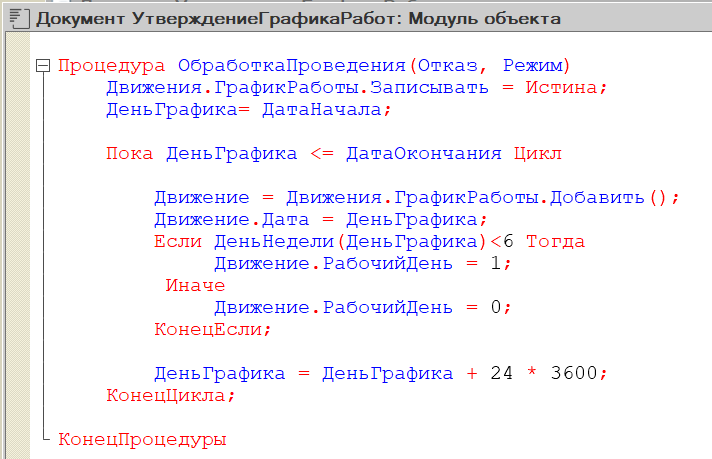 Документ УтверждениеГрафикаРабот: Модуль объекта
Процедура ОбработкаПроведения(Отказ, Режим)
Движения.ГрафикРаботы.Записывать = Истина;
ДеньГрафика= ДатаНачала;
Пока ДеньГрафика <= ДатаОкончания Цикл
Движение = Движения.ГрафикРаботы.Добавить();
Движение.Дата = ДеньГрафика;
Если ДеньНедели(ДеньГрафика)<6 Тогда
Движение.РабочийДень = 1;
Иначе
Движение.РабочийДень = 0;
КонецЕсли;
ДеньГрафика = ДеньГрафика + 24 * 3600;
КонецЦикла;
КонецПроцедуры